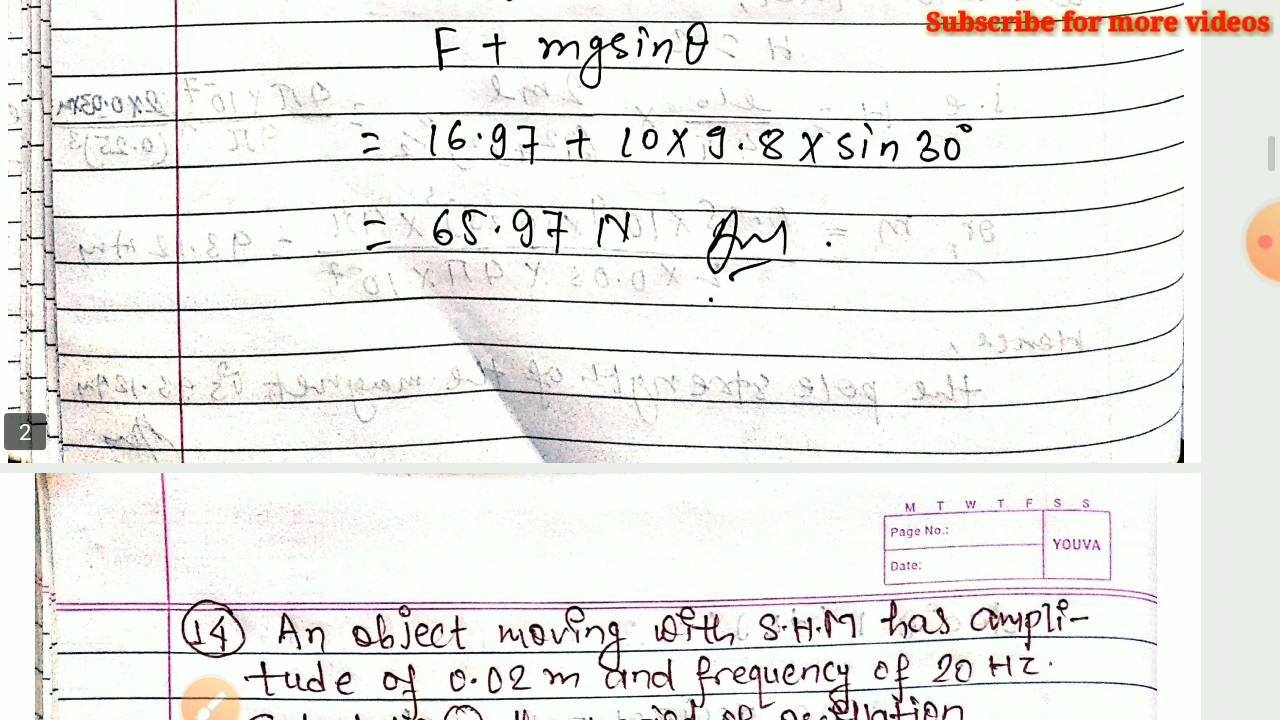 Subscribe for more videos
F + mgsinθ
= 16.97 + 10 × 9.8 × sin 30°
= 65.97 N Ans.
2
M T W T F S S
Page No.:
YOUVA
Date:
(14) An object moving with S.H.M has ampli-
tude of 0.02 m and frequency of 20 Hz.
oscillation